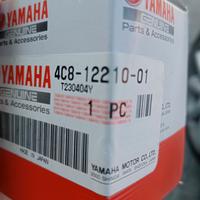 YAMAHA
GENUINE
Parts & Accessories
YAMAHA
GENUINE
Parts & Accessories
YAMAHA
GENUINE
Parts & Accessories
4C8-12210-01
T230404Y
1 PC.
MADE IN JAPAN
YAMAHA MOTOR CO.,LTD.